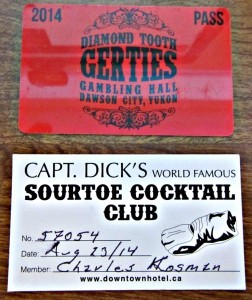 2014 PASS
DIAMOND TOOTH
GERTIES
GAMBLING HALL
DAWSON CITY, YUKON
CAPT. DICK'S WORLD FAMOUS
SOURTOE COCKTAIL
CLUB
No. 57054
Date: Aug 23/14
Member: Charles Kosman
www.downtownhotel.ca